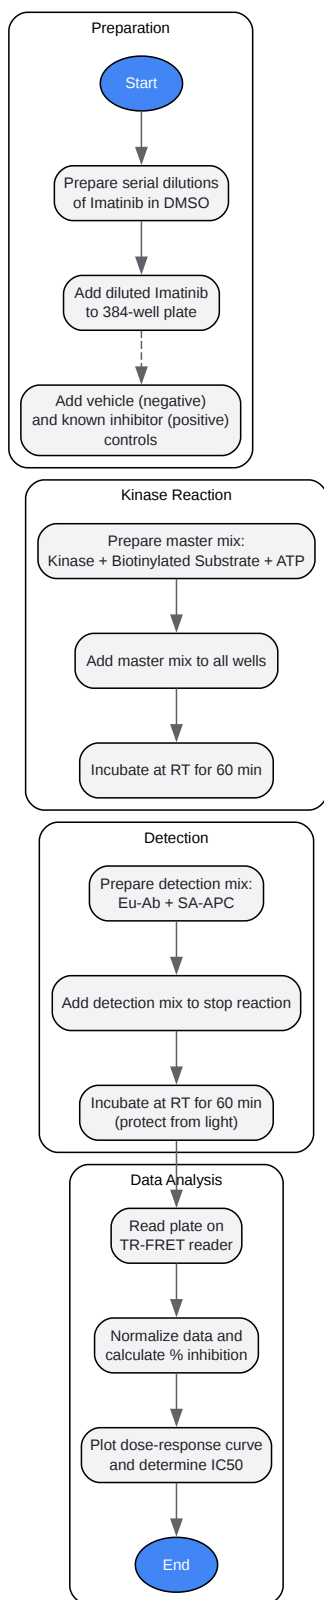 Preparation
Start
Prepare serial dilutions
of Imatinib in DMSO
Add diluted Imatinib
to 384-well plate
Add vehicle (negative)
and known inhibitor (positive)
controls
Kinase Reaction
Prepare master mix:
Kinase + Biotinylated Substrate + ATP
Add master mix to all wells
Incubate at RT for 60 min
Detection
Prepare detection mix:
Eu-Ab + SA-APC
Add detection mix to stop reaction
Incubate at RT for 60 min
(protect from light)
Data Analysis
Read plate on
TR-FRET reader
Normalize data and
calculate % inhibition
Plot dose-response curve
and determine IC50
End